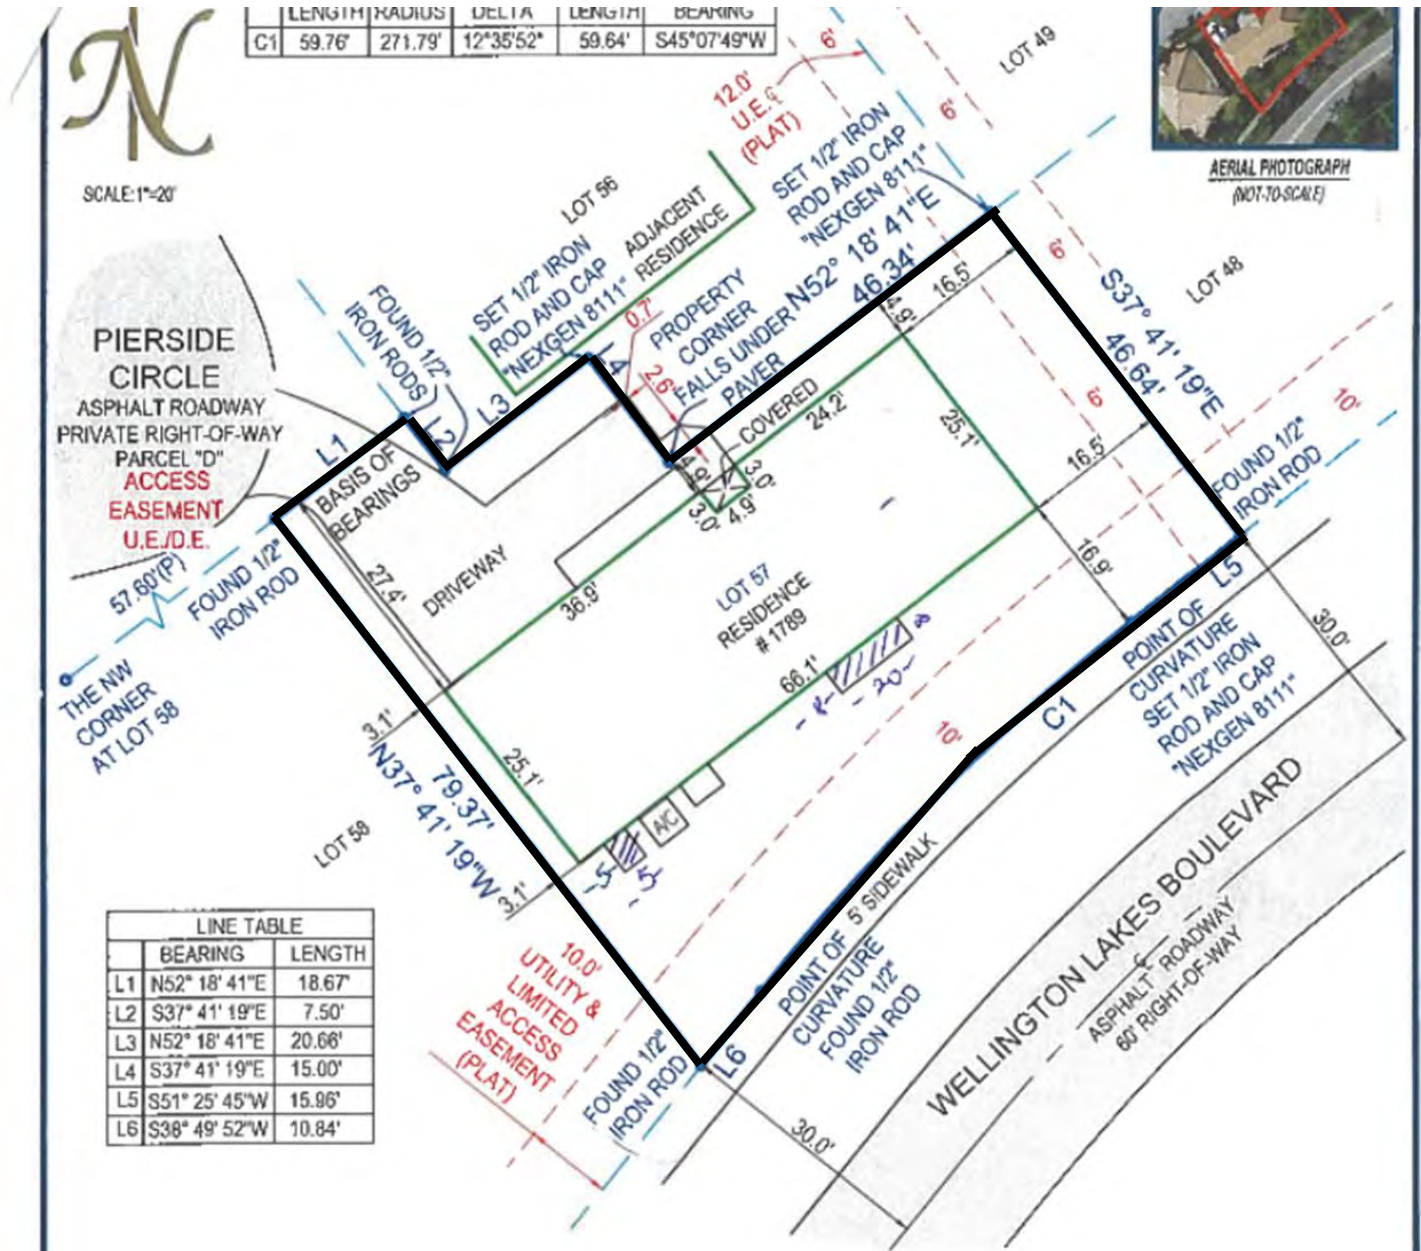 LENGTH RADIUS DELTA LENGTH BEARING
C1 59.76' 271.79' 12°35'52" 59.64' S45°07'49"W
N
SCALE:1"=20'
AERIAL PHOTOGRAPH
(NOT-TO-SCALE)
LOT 49
6'
6'
12.0'
U.E.
(PLAT)
SET 1/2" IRON
ROD AND CAP
"NEXGEN 8111"
N52° 18' 41"E
46.34'
LOT 56
ADJACENT
RESIDENCE
SET 1/2" IRON
ROD AND CAP
"NEXGEN 8111"
FOUND 1/2"
IRON RODS
0.7'
2.6'
PROPERTY
CORNER
FALLS UNDER
PAVER
6'
LOT 48
S37° 41' 19"E
46.64'
6'
10'
FOUND 1/2"
IRON ROD
PIERSIDE
CIRCLE
ASPHALT ROADWAY
PRIVATE RIGHT-OF-WAY
PARCEL "D"
ACCESS
EASEMENT
U.E./D.E.
L1
L2
L3
BASIS OF
BEARINGS
COVERED
4.9'
16.5'
24.2'
25.1'
16.5'
16.9'
4.9'
3.0'
3.0'
4.9'
57.60'(P)
FOUND 1/2"
IRON ROD
27.4'
DRIVEWAY
36.9'
LOT 57
RESIDENCE
# 1789
66.1'
8
- 20 -
10'
THE NW
CORNER
AT LOT 58
3.1'
N37° 41' 19"W
79.37'
25.1'
3.1'
A/C
LOT 58
L5
30.0'
POINT OF
CURVATURE
SET 1/2" IRON
ROD AND CAP
"NEXGEN 8111"
C1
5' SIDEWALK
POINT OF
CURVATURE
FOUND 1/2"
IRON ROD
WELLINGTON LAKES BOULEVARD
ASPHALT ROADWAY
60' RIGHT-OF-WAY
10.0'
UTILITY &
LIMITED
ACCESS
EASEMENT
(PLAT)
FOUND 1/2"
IRON ROD
L6
30.0'
LINE TABLE
BEARING LENGTH
L1 N52° 18' 41"E 18.67'
L2 S37° 41' 19"E 7.50'
L3 N52° 18' 41"E 20.66'
L4 S37° 41' 19"E 15.00'
L5 S51° 25' 45"W 15.96'
L6 S38° 49' 52"W 10.84'